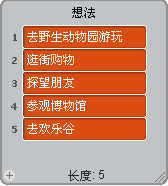 想法
1 去野生动物园游玩
2 逛街购物
3 探望朋友
4 参观博物馆
5 去欢乐谷
+ 长度: 5